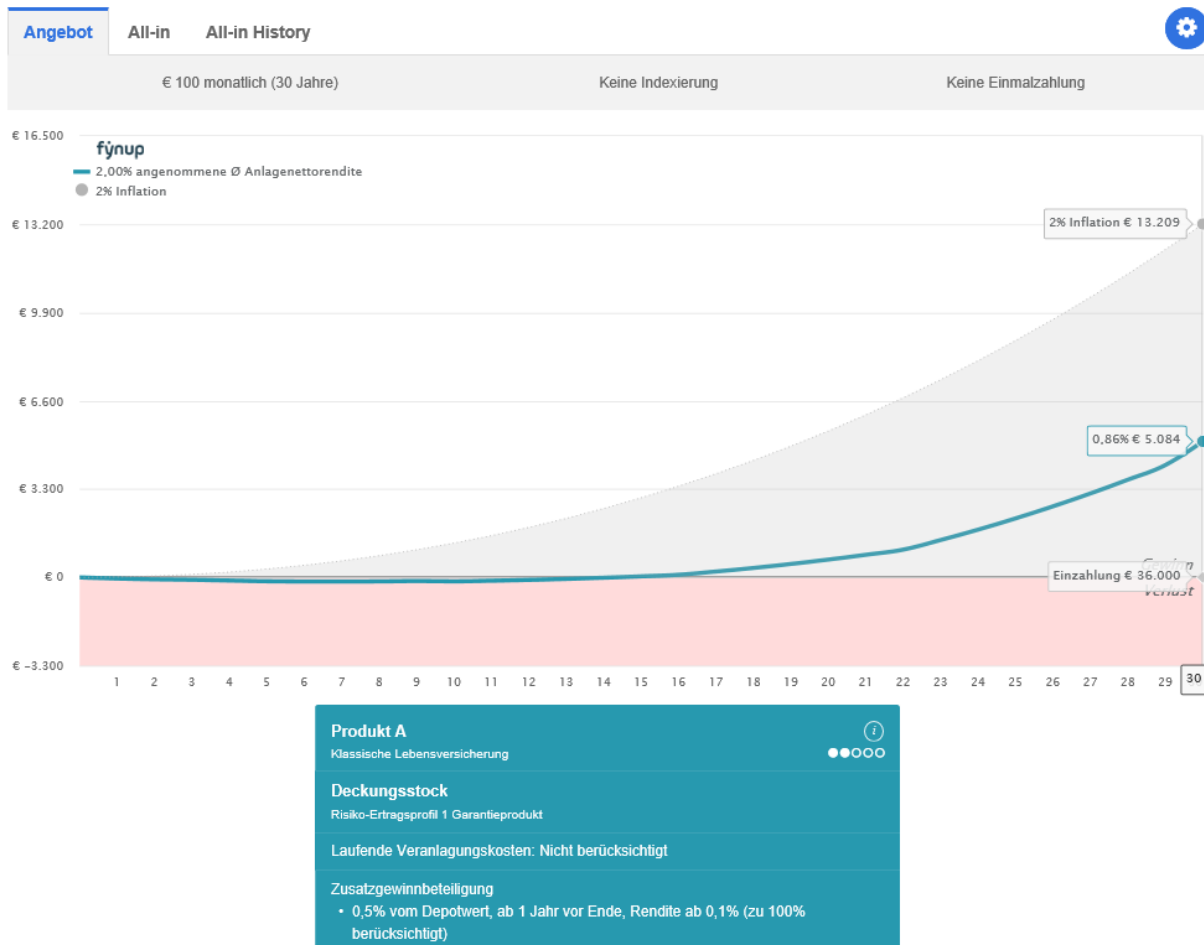 Angebot All-in All-in History
€ 100 monatlich (30 Jahre) Keine Indexierung Keine Einmalzahlung
€ 16.500
fynup
2,00% angenommene Ø Anlagenettorendite
2% Inflation
€ 13.200
2% Inflation € 13.209
€ 9.900
€ 6.600
0,86% € 5.084
€ 3.300
€ 0
Gewinn
Einzahlung € 36.000
Verlust
€ -3.300
1 2 3 4 5 6 7 8 9 10 11 12 13 14 15 16 17 18 19 20 21 22 23 24 25 26 27 28 29 30
Produkt A i
Klassische Lebensversicherung
Deckungsstock
Risiko-Ertragsprofil 1 Garantieprodukt
Laufende Veranlagungskosten: Nicht berücksichtigt
Zusatzgewinnbeteiligung
• 0,5% vom Depotwert, ab 1 Jahr vor Ende, Rendite ab 0,1% (zu 100%
berücksichtigt)